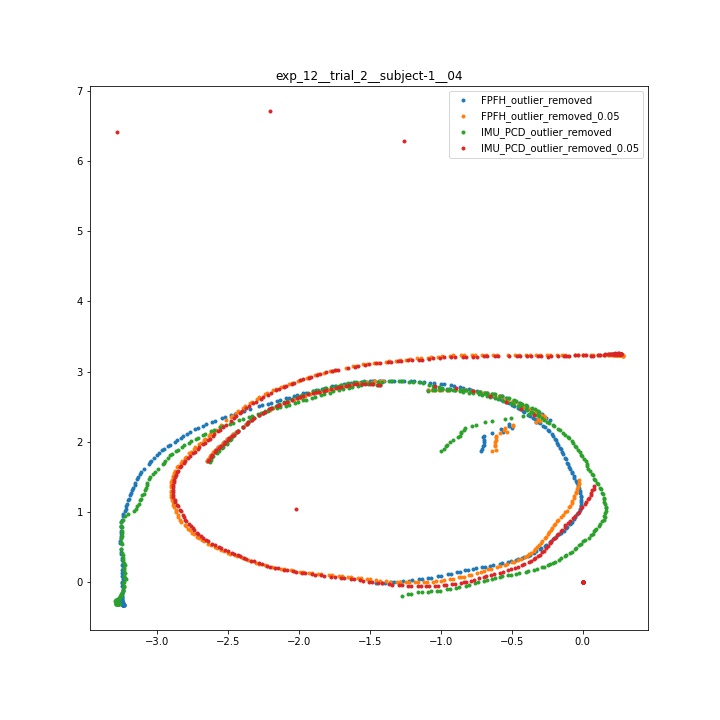 exp_12__trial_2__subject-1__04
FPFH_outlier_removed
FPFH_outlier_removed_0.05
IMU_PCD_outlier_removed
IMU_PCD_outlier_removed_0.05
7
6
5
4
3
2
1
0
−3.0 −2.5 −2.0 −1.5 −1.0 −0.5 0.0